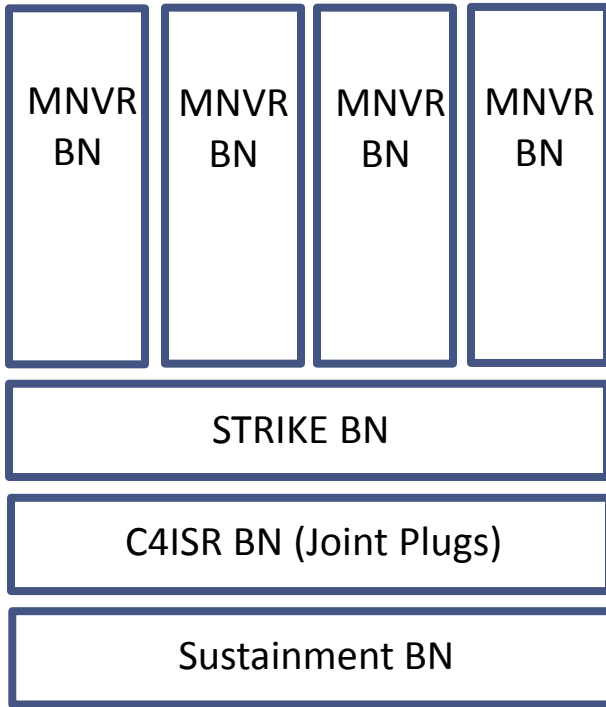 MNVR
BN
MNVR
BN
MNVR
BN
MNVR
BN
STRIKE BN
C4ISR BN (Joint Plugs)
Sustainment BN